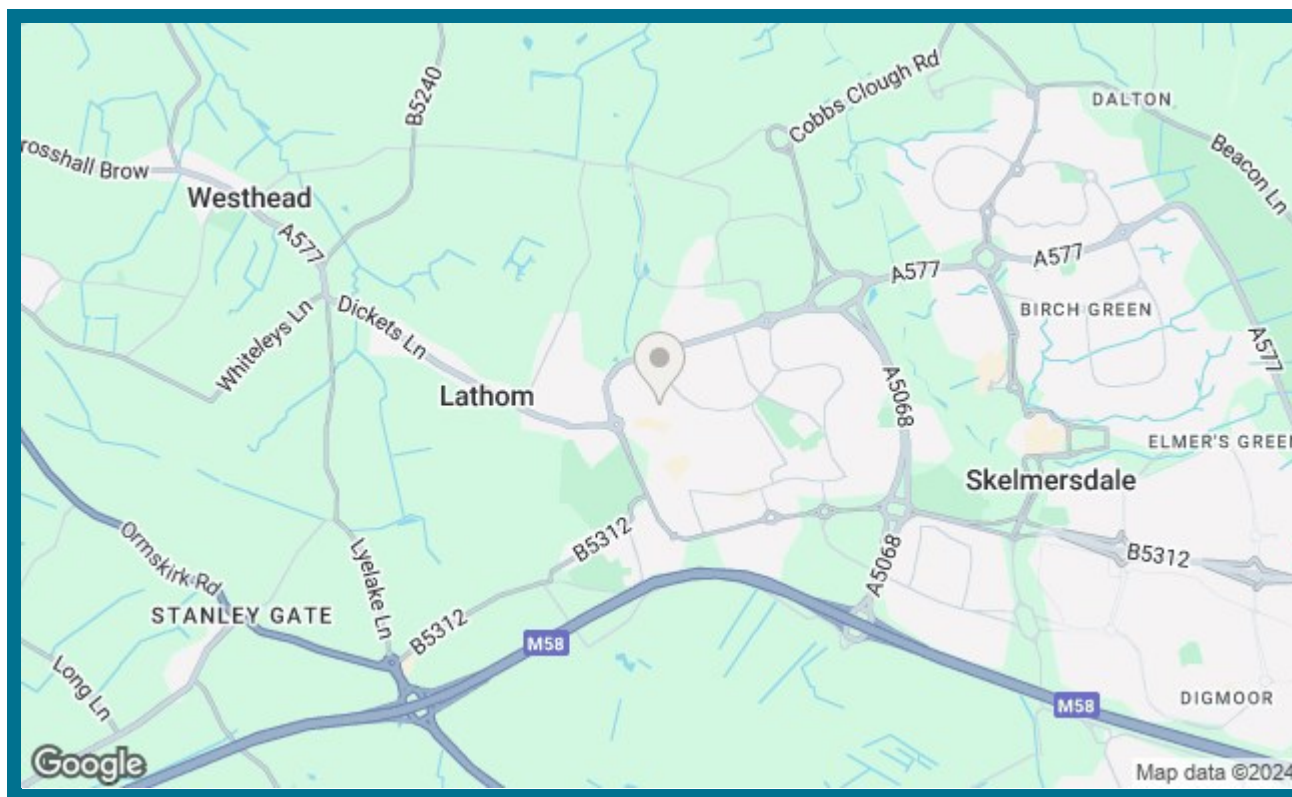 B5240
Cobbs Clough Rd
DALTON
rosshall Brow
Beacon Ln
Westhead
A577
A577
A577
Dickets Ln
BIRCH GREEN
Whiteleys Ln
A577
Lathom
A5068
ELMER'S GREEN
Skelmersdale
Ormskirk Rd
B5312
Lyelake Ln
A5068
B5312
STANLEY GATE
B5312
M58
Long Ln
DIGMOOR
M58
Google
Map data ©2024